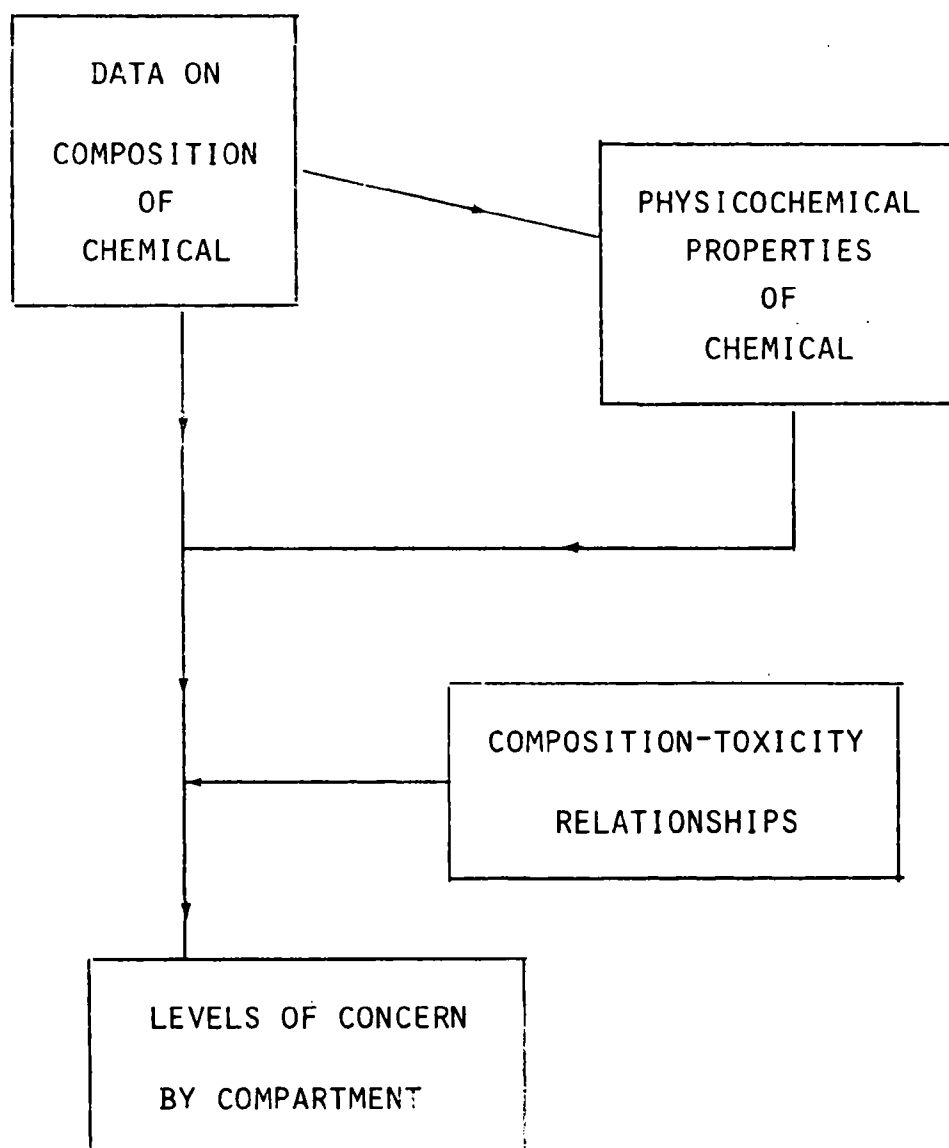 DATA ON
COMPOSITION
OF
CHEMICAL
PHYSICOCHEMICAL
PROPERTIES
OF
CHEMICAL
COMPOSITION-TOXICITY
RELATIONSHIPS
LEVELS OF CONCERN
BY COMPARTMENT